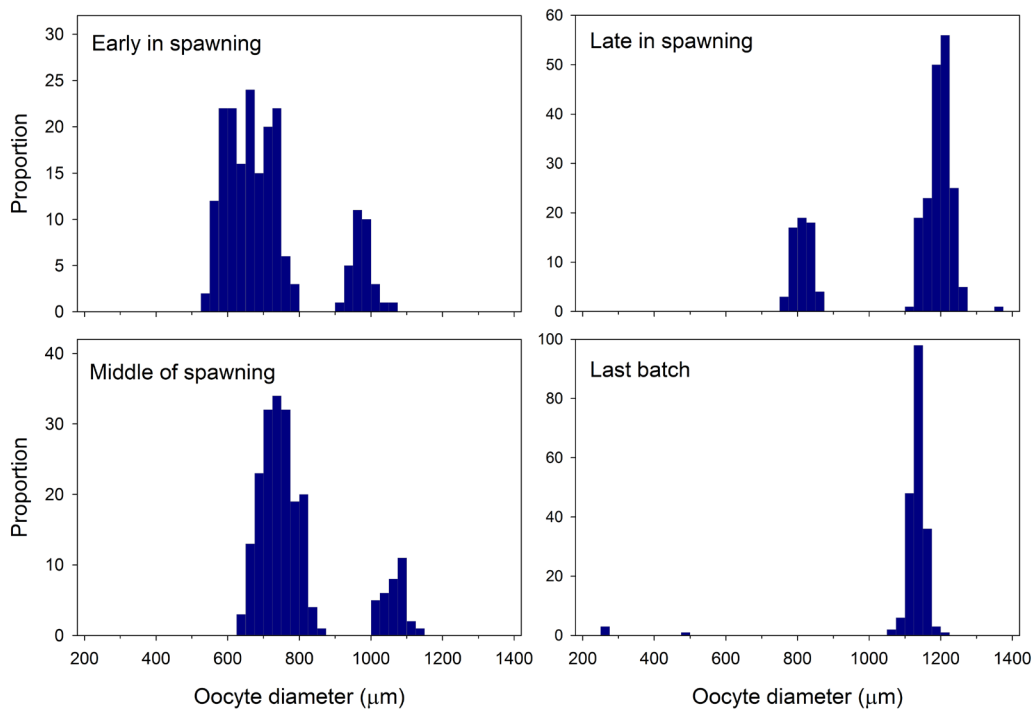 Early in spawning
Proportion
30
25
20
15
10
5
0
Late in spawning
60
50
40
30
20
10
0
Middle of spawning
Proportion
40
30
20
10
0
200 400 600 800 1000 1200 1400
Oocyte diameter (μm)
Last batch
100
80
60
40
20
0
200 400 600 800 1000 1200 1400
Oocyte diameter (μm)